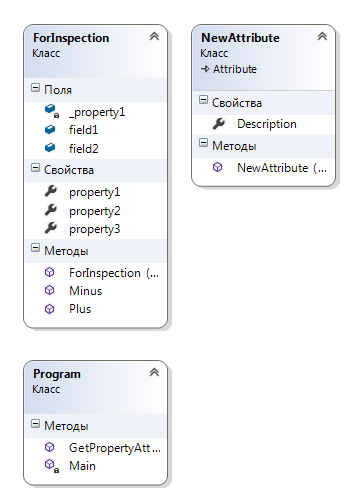 ForInspection
Класс
Поля
_property1
field1
field2
Свойства
property1
property2
property3
Методы
ForInspection (...
Minus
Plus
NewAttribute
Класс
Attribute
Свойства
Description
Методы
NewAttribute (...
Program
Класс
Методы
GetPropertyAtt...
Main